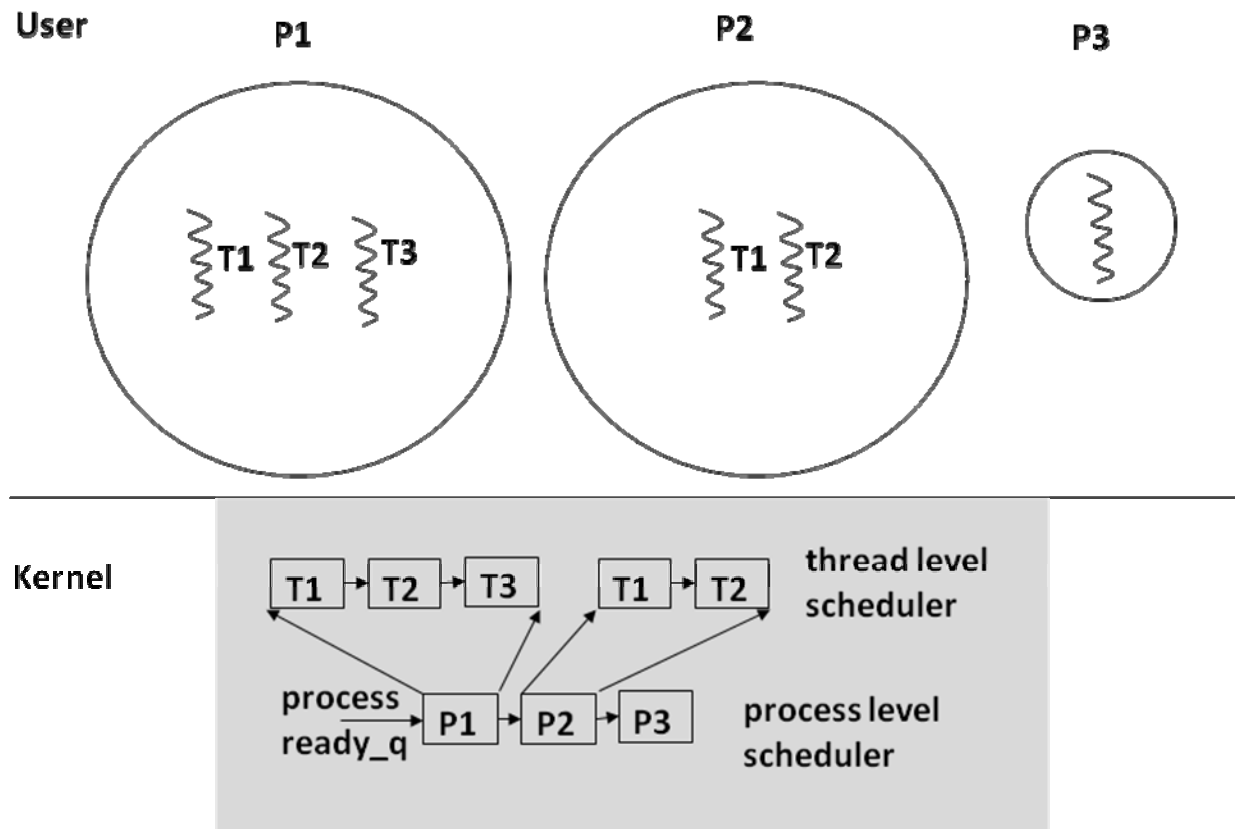 User P1 P2 P3
T1 T2 T3 T1 T2
Kernel
T1 T2 T3 T1 T2
thread level
scheduler
process
ready_q
P1 P2 P3
process level
scheduler